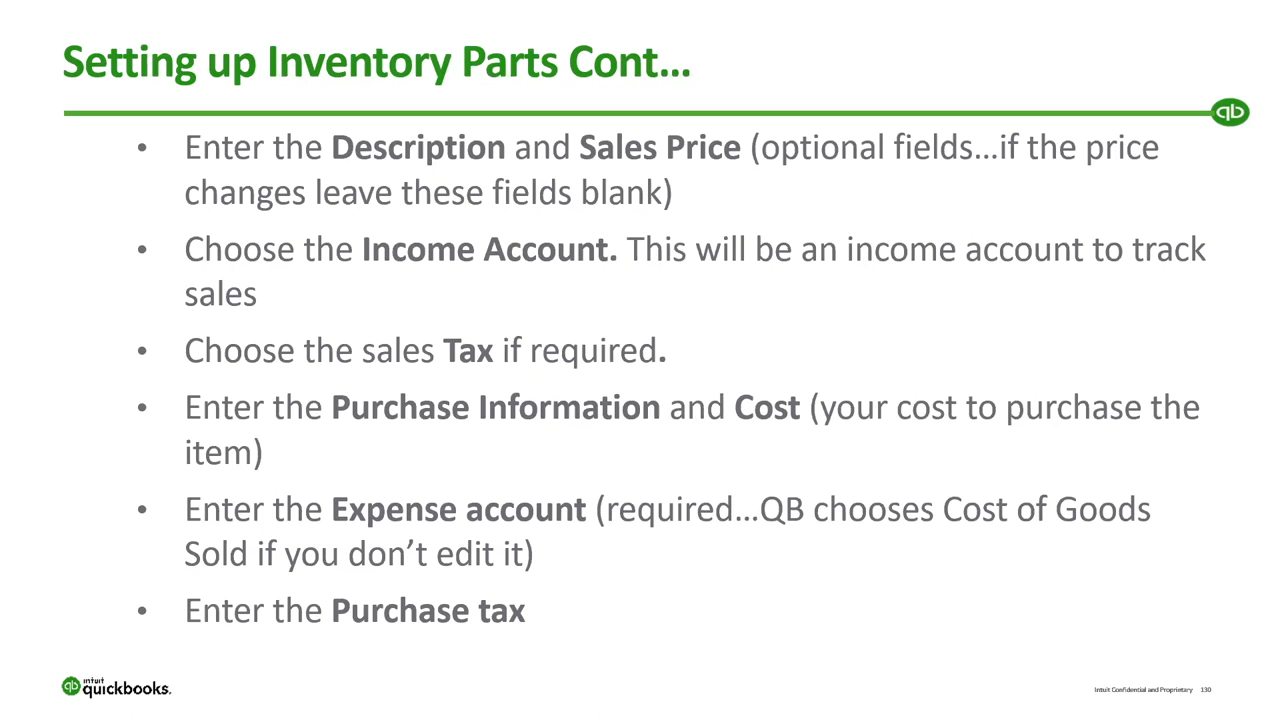 Setting up Inventory Parts Cont...
qb
• Enter the Description and Sales Price (optional fields...if the price
changes leave these fields blank)
• Choose the Income Account. This will be an income account to track
sales
• Choose the sales Tax if required.
• Enter the Purchase Information and Cost (your cost to purchase the
item)
• Enter the Expense account (required...QB chooses Cost of Goods
Sold if you don’t edit it)
• Enter the Purchase tax
qb intuit
quickbooks.
Intuit Confidential and Proprietary 130